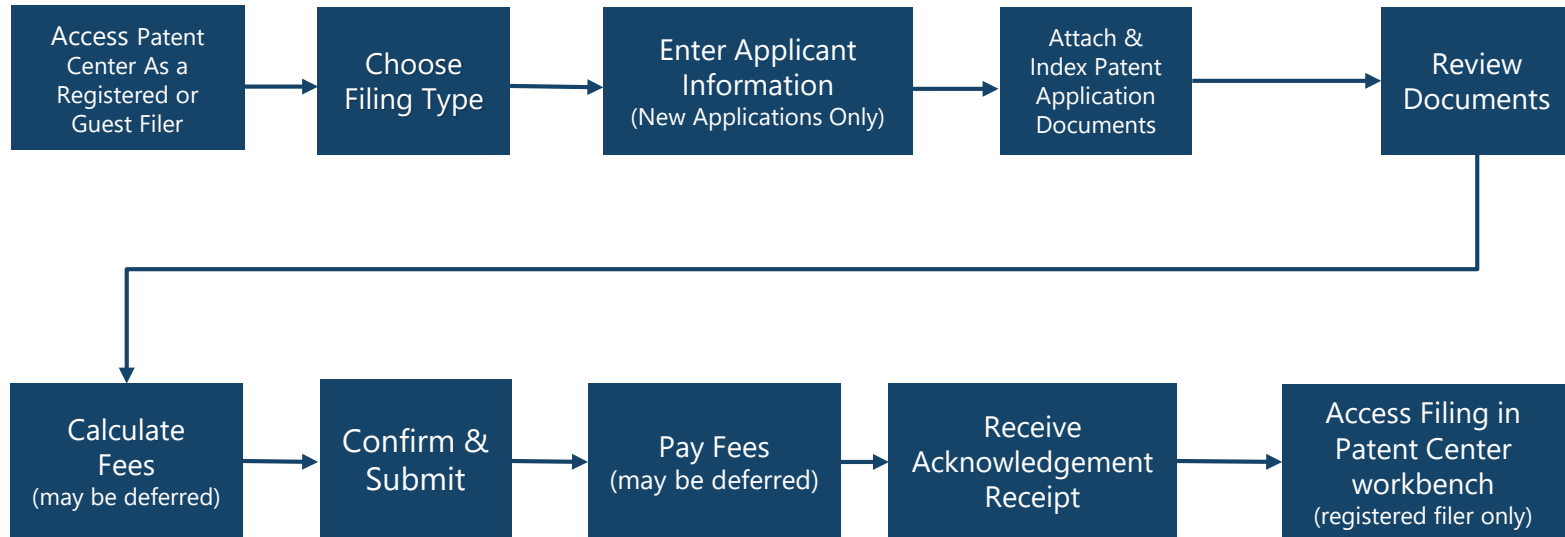 Access Patent
Center As a
Registered or
Guest Filer
Choose
Filing Type
Enter Applicant
Information
(New Applications Only)
Attach &
Index Patent
Application
Documents
Review
Documents
Calculate
Fees
(may be deferred)
Confirm &
Submit
Pay Fees
(may be deferred)
Receive
Acknowledgement
Receipt
Access Filing in
Patent Center
workbench
(registered filer only)